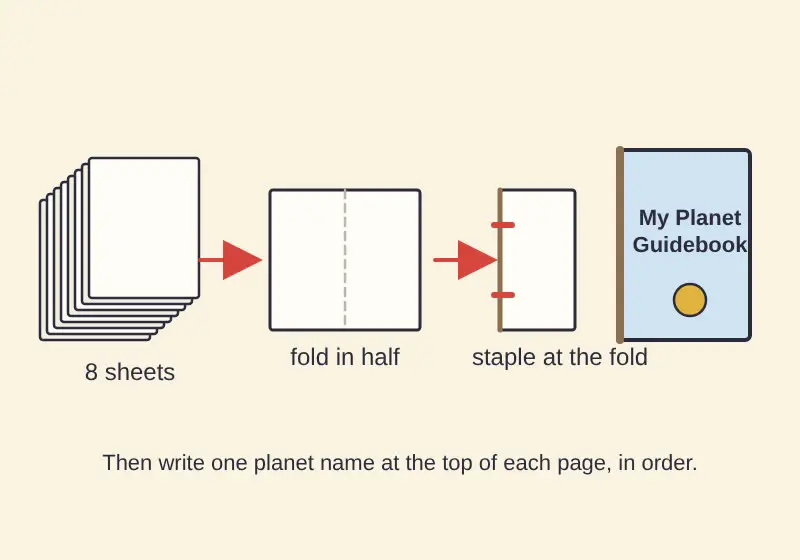 My Planet
Guidebook
8 sheets
fold in half
staple at the fold
Then write one planet name at the top of each page, in order.